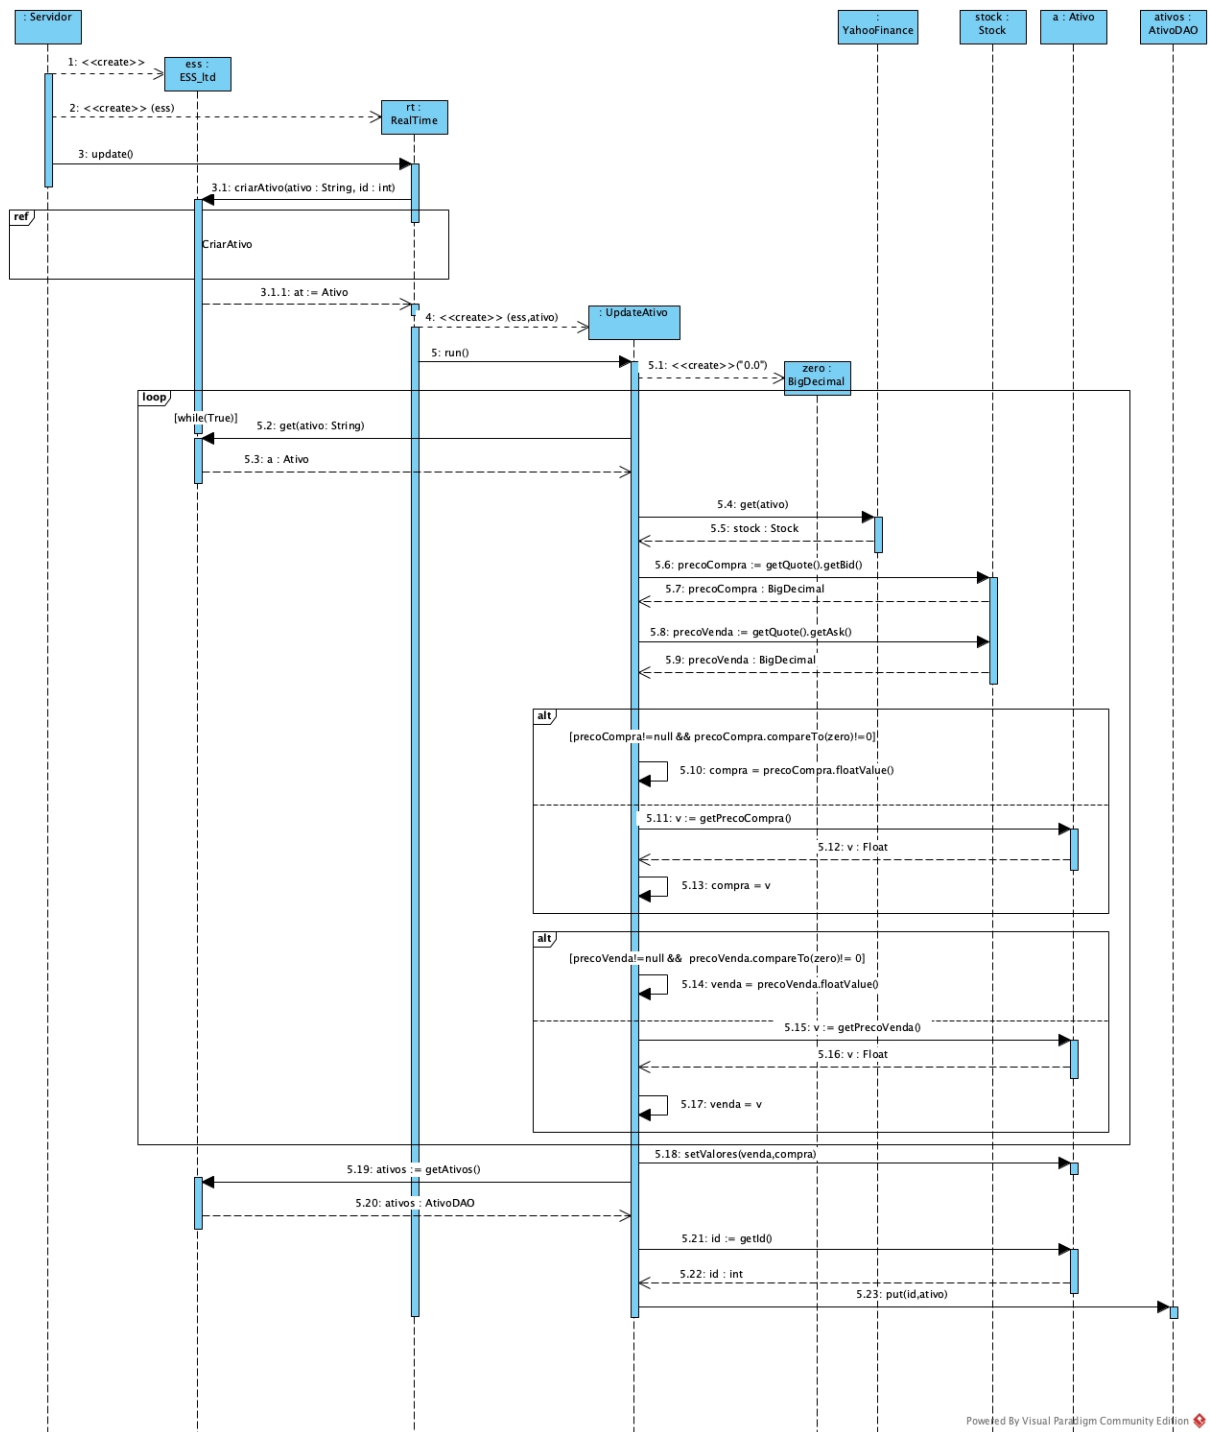 : Servidor
:
YahooFinance
stock :
Stock
a : Ativo
ativos :
AtivoDAO
1: <<create>>
ess :
ESS_ltd
2: <<create>> (ess)
rt :
RealTime
3: update()
3.1: criarAtivo(ativo : String, id : int)
ref
CriarAtivo
3.1.1: at := Ativo
4: <<create>> (ess,ativo)
: UpdateAtivo
5: run()
5.1: <<create>>("0.0")
zero :
BigDecimal
loop
[while(True)]
5.2: get(ativo: String)
5.3: a : Ativo
5.4: get(ativo)
5.5: stock : Stock
5.6: precoCompra := getQuote().getBid()
5.7: precoCompra : BigDecimal
5.8: precoVenda := getQuote().getAsk()
5.9: precoVenda : BigDecimal
alt
[precoCompra!=null && precoCompra.compareTo(zero)!=0]
5.10: compra = precoCompra.floatValue()
5.11: v := getPrecoCompra()
5.12: v : Float
5.13: compra = v
alt
[precoVenda!=null &&  precoVenda.compareTo(zero)!= 0]
5.14: venda = precoVenda.floatValue()
5.15: v := getPrecoVenda()
5.16: v : Float
5.17: venda = v
5.18: setValores(venda,compra)
5.19: ativos := getAtivos()
5.20: ativos : AtivoDAO
5.21: id := getId()
5.22: id : int
5.23: put(id,ativo)
Powered By Visual Paradigm Community Edition